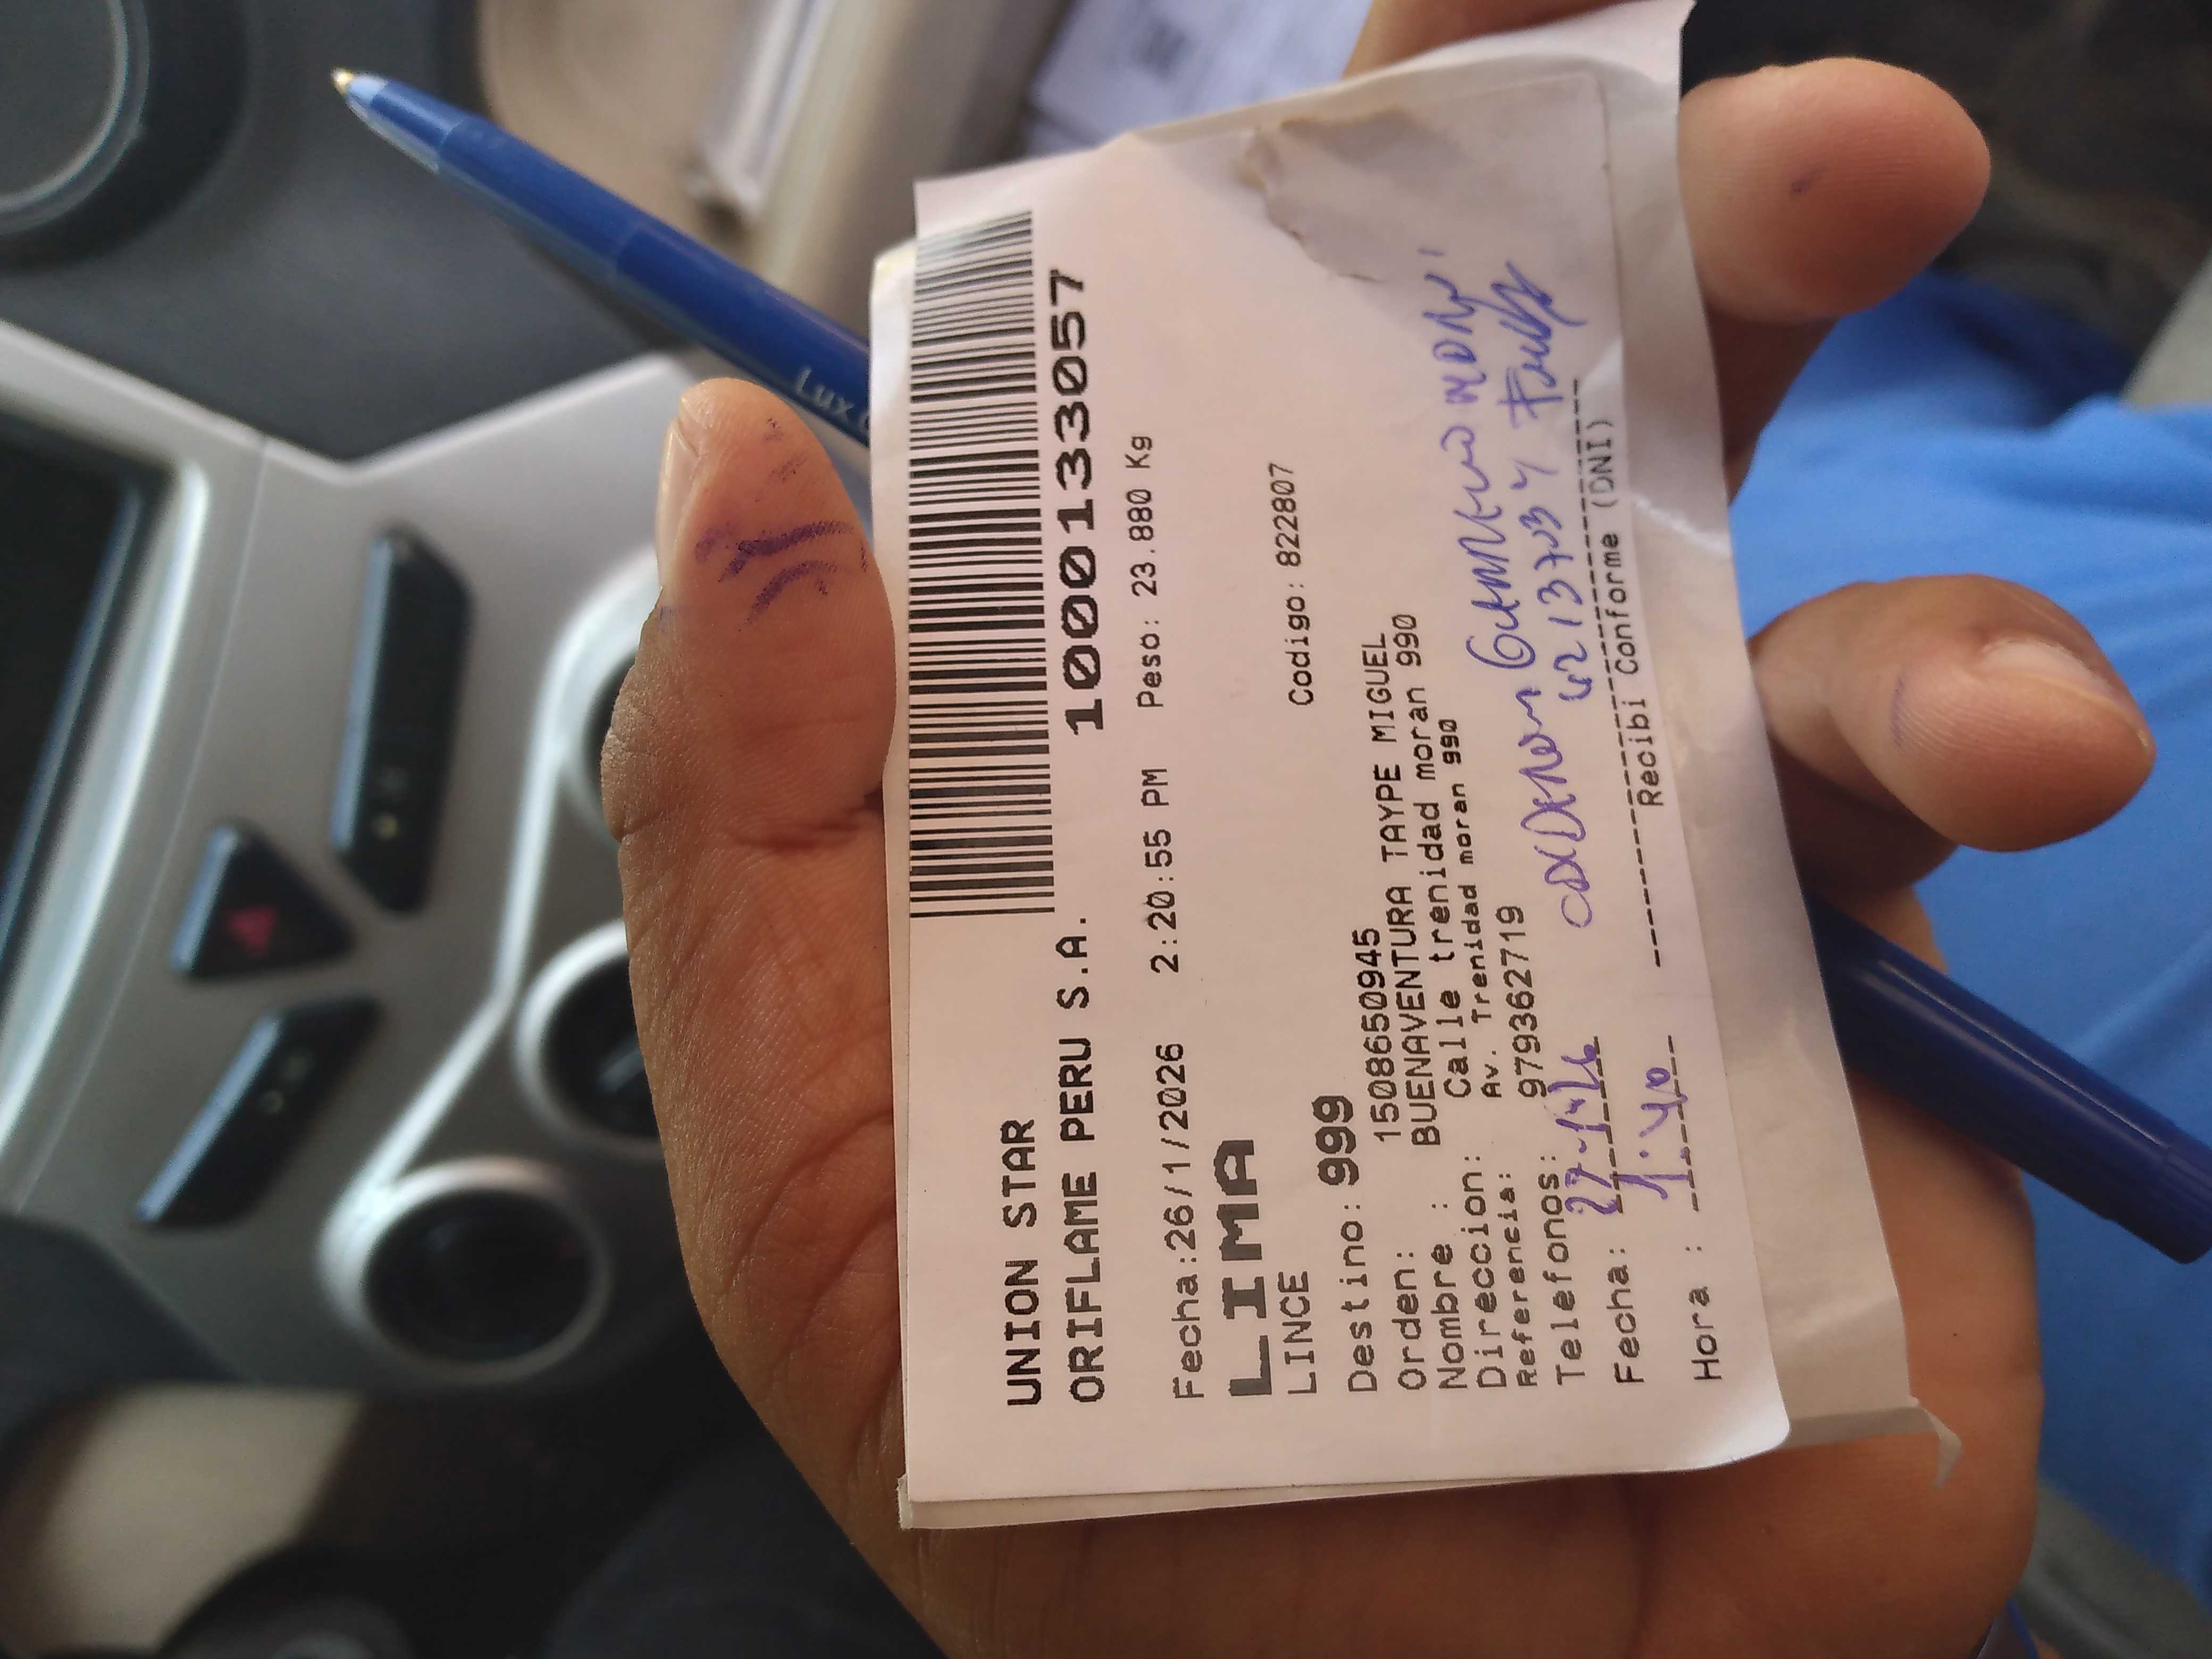 UNION STAR
ORIFLAME PERU S.A. 1000133057
Fecha:26/1/2026 2:20:55 PM Peso: 23.880 Kg
LIMA
LINCE Codigo: 822807
Destino: 999
Orden: 1508650945
Nombre : BUENAVENTURA TAYPE MIGUEL
Direccion: Calle trenidad moran 990
Referencia: Av. Trenidad moran 990
Telefonos: 979362719
Fecha: 27-1-26
Hora : 1:40
Recibi Conforme (DNI)
Lux